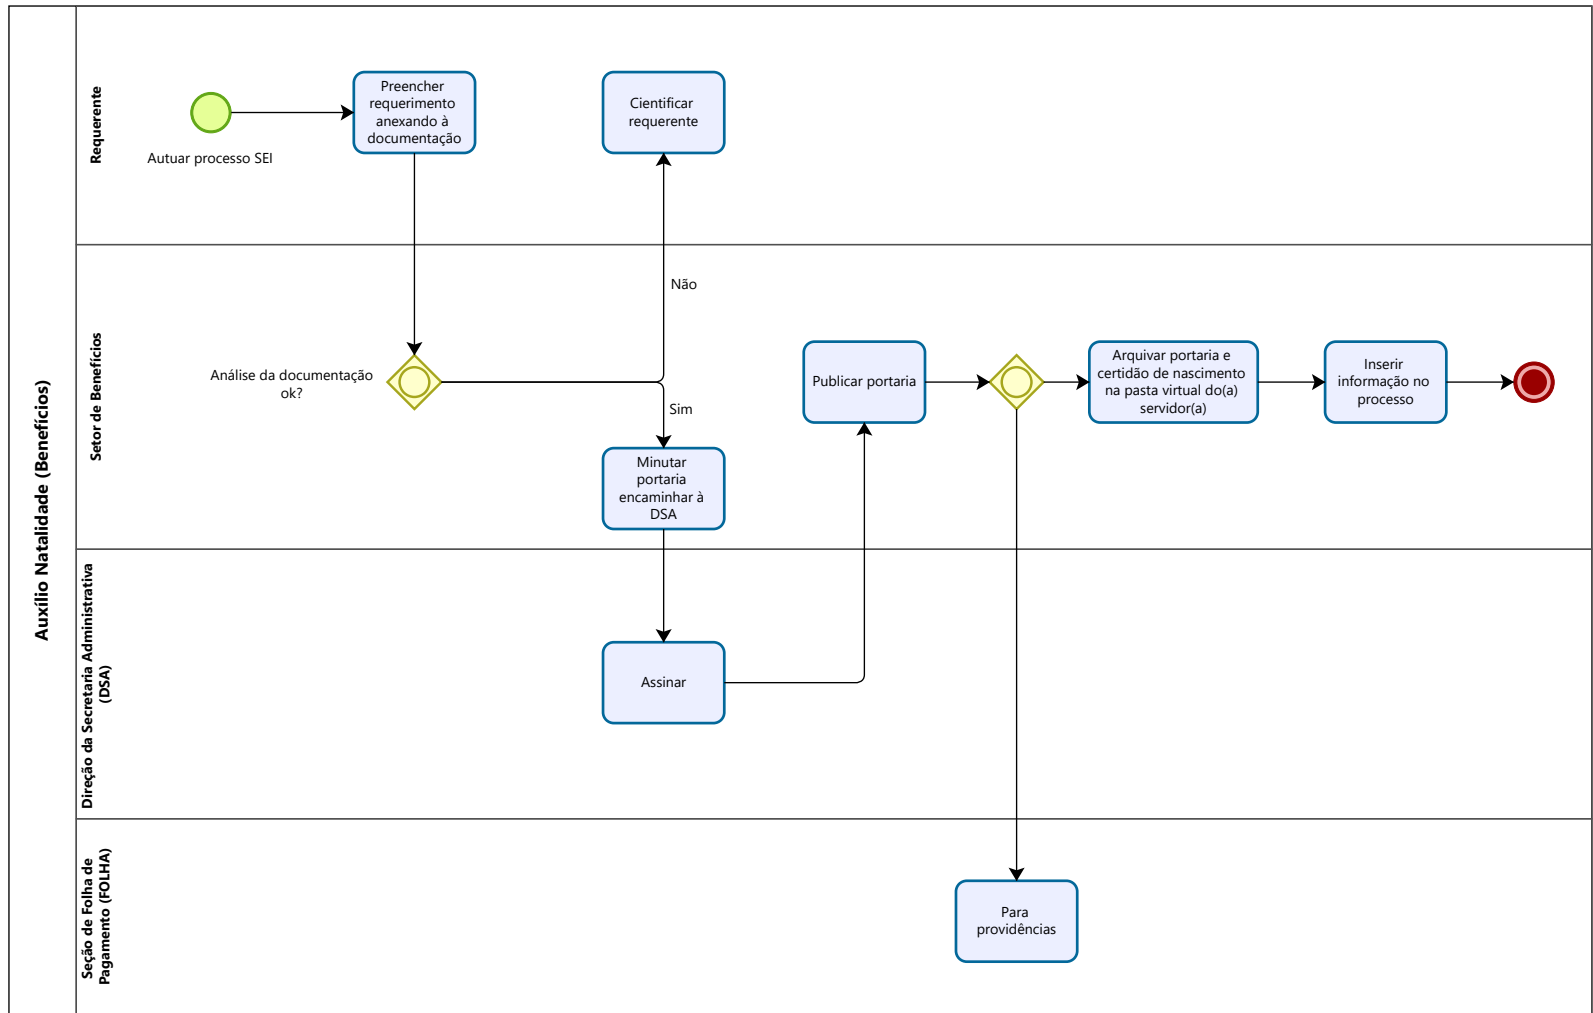 Auxílio Natalidade (Benefícios)
Requerente
Autuar processo SEI
Preencher
requerimento
anexando à
documentação
Cientificar
requerente
Setor de Benefícios
Análise da documentação
ok?
Não
Sim
Minutar
portaria
encaminhar à
DSA
Publicar portaria
Arquivar portaria e
certidão de nascimento
na pasta virtual do(a)
servidor(a)
Inserir
informação no
processo
Direção da Secretaria Administrativa
(DSA)
Assinar
Seção de Folha de
Pagamento (FOLHA)
Para
providências